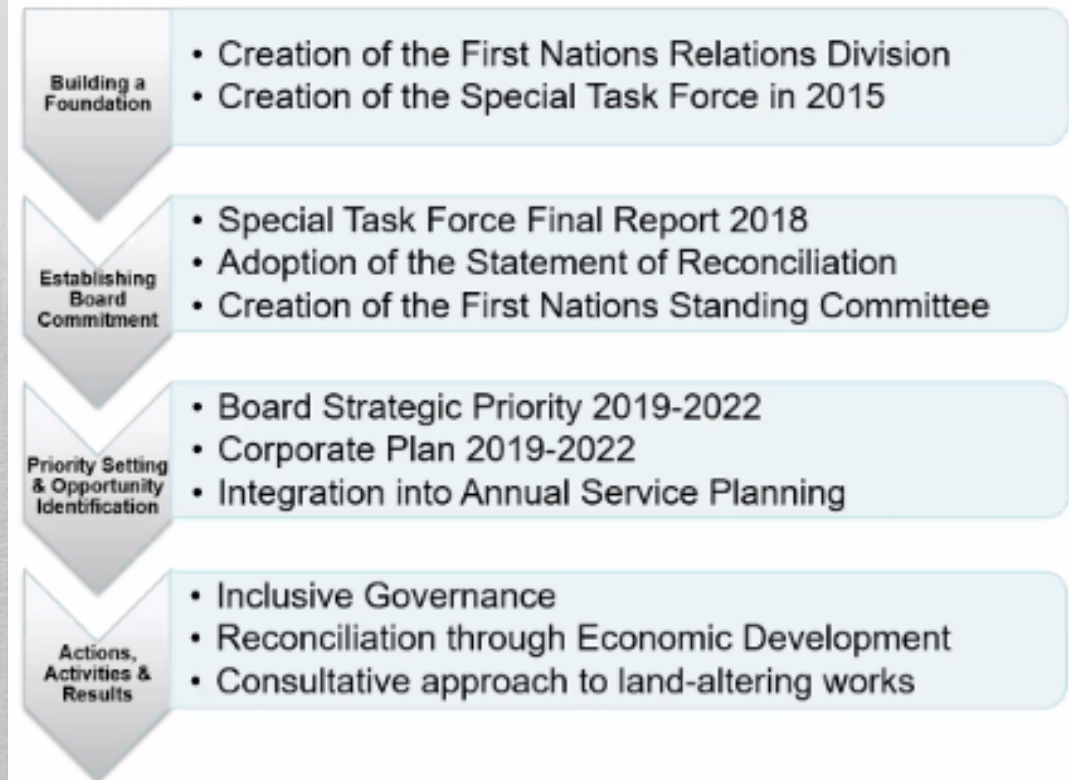 Building a
Foundation
• Creation of the First Nations Relations Division
• Creation of the Special Task Force in 2015
Establishing
Board
Commitment
• Special Task Force Final Report 2018
• Adoption of the Statement of Reconciliation
• Creation of the First Nations Standing Committee
Priority Setting
& Opportunity
Identification
• Board Strategic Priority 2019-2022
• Corporate Plan 2019-2022
• Integration into Annual Service Planning
Actions,
Activities &
Results
• Inclusive Governance
• Reconciliation through Economic Development
• Consultative approach to land-altering works